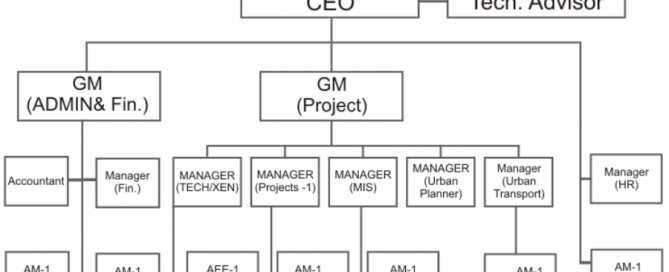 CEO
Tech. Advisor
GM
(ADMIN& Fin.)
GM
(Project)
Accountant
Manager
(Fin.)
MANAGER
(TECH/XEN)
MANAGER
(Projects -1)
MANAGER
(MIS)
MANAGER
(Urban
Planner)
Manager
(Urban
Transport)
Manager
(HR)
AM-1
AM-1
AEE-1
AM-1
AM-1
AM-1
AM-1